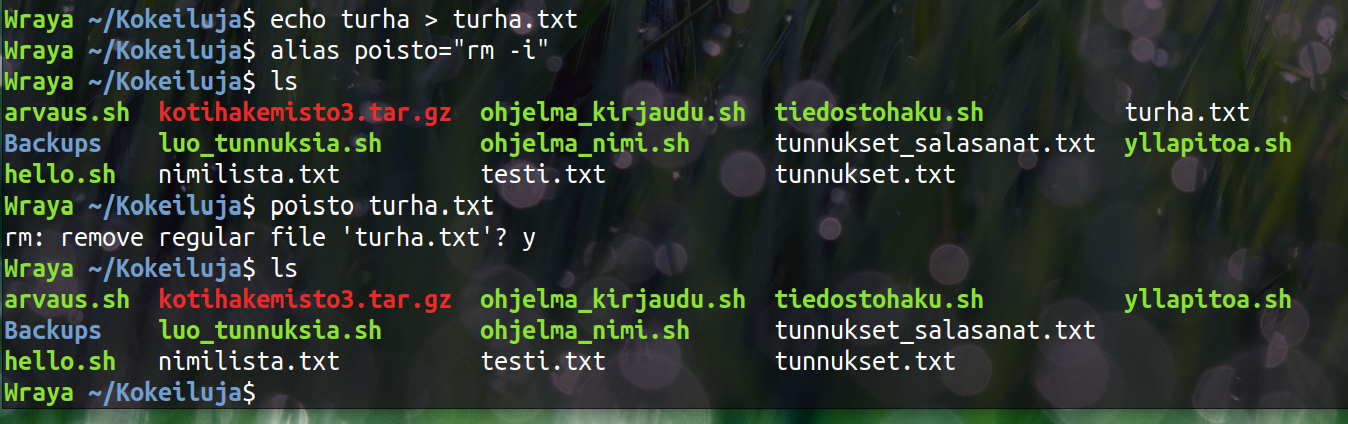 Wraya ~/Kokeiluja$ echo turha > turha.txt
Wraya ~/Kokeiluja$ alias poisto="rm -i"
Wraya ~/Kokeiluja$ ls
arvaus.sh  kotihakemisto3.tar.gz  ohjelma_kirjaudu.sh  tiedostohaku.sh          turha.txt
Backups    luo_tunnuksia.sh       ohjelma_nimi.sh      tunnukset_salasanat.txt  yllapitoa.sh
hello.sh   nimilista.txt          testi.txt            tunnukset.txt
Wraya ~/Kokeiluja$ poisto turha.txt
rm: remove regular file 'turha.txt'? y
Wraya ~/Kokeiluja$ ls
arvaus.sh  kotihakemisto3.tar.gz  ohjelma_kirjaudu.sh  tiedostohaku.sh          yllapitoa.sh
Backups    luo_tunnuksia.sh       ohjelma_nimi.sh      tunnukset_salasanat.txt
hello.sh   nimilista.txt          testi.txt            tunnukset.txt
Wraya ~/Kokeiluja$